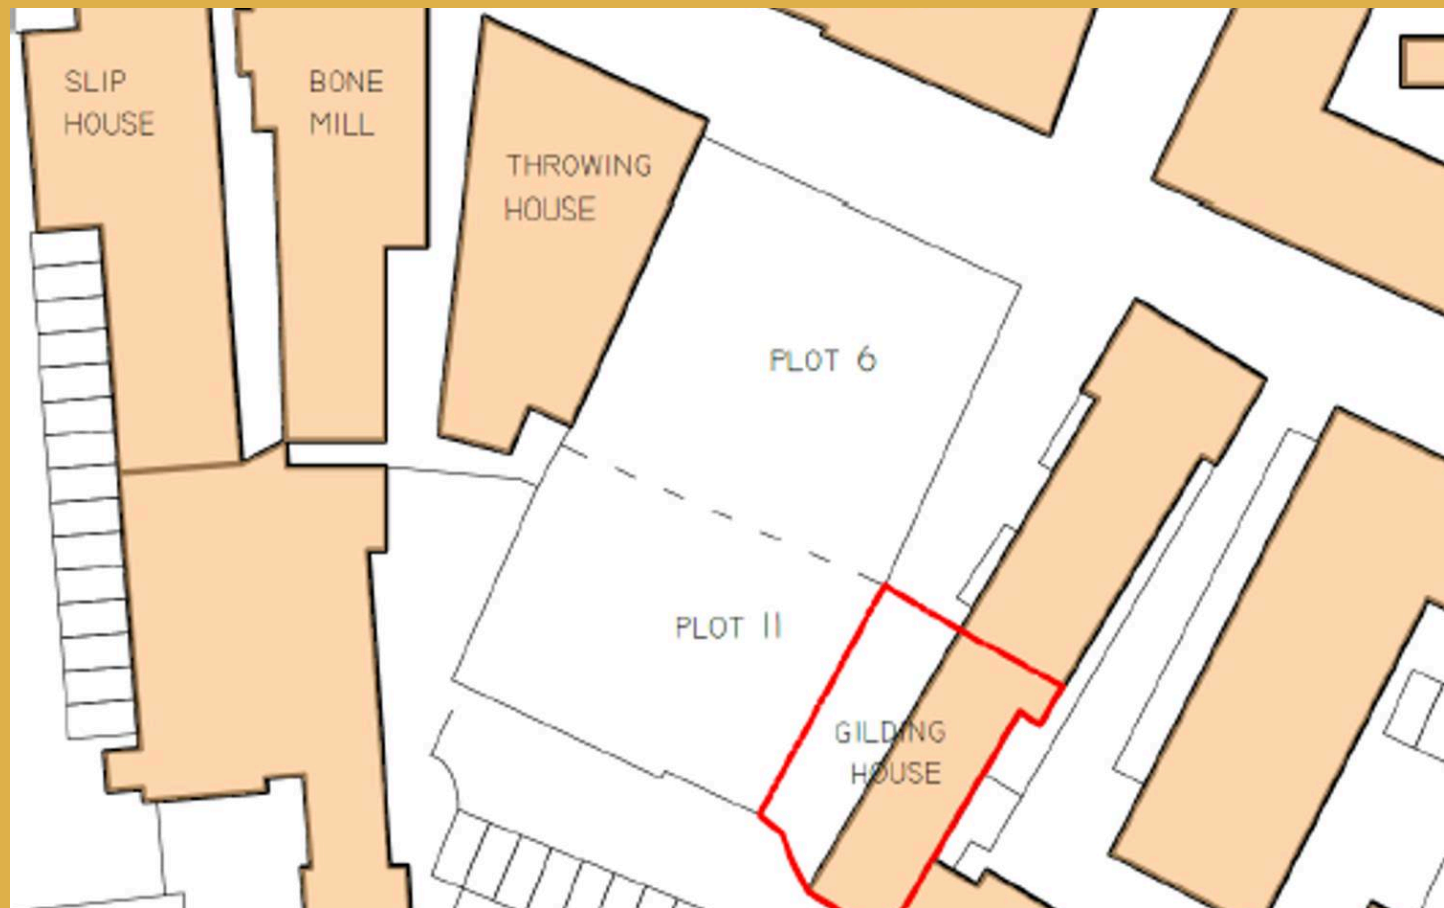 SLIP
HOUSE
BONE
MILL
THROWING
HOUSE
PLOT 6
PLOT 11
GILDING
HOUSE